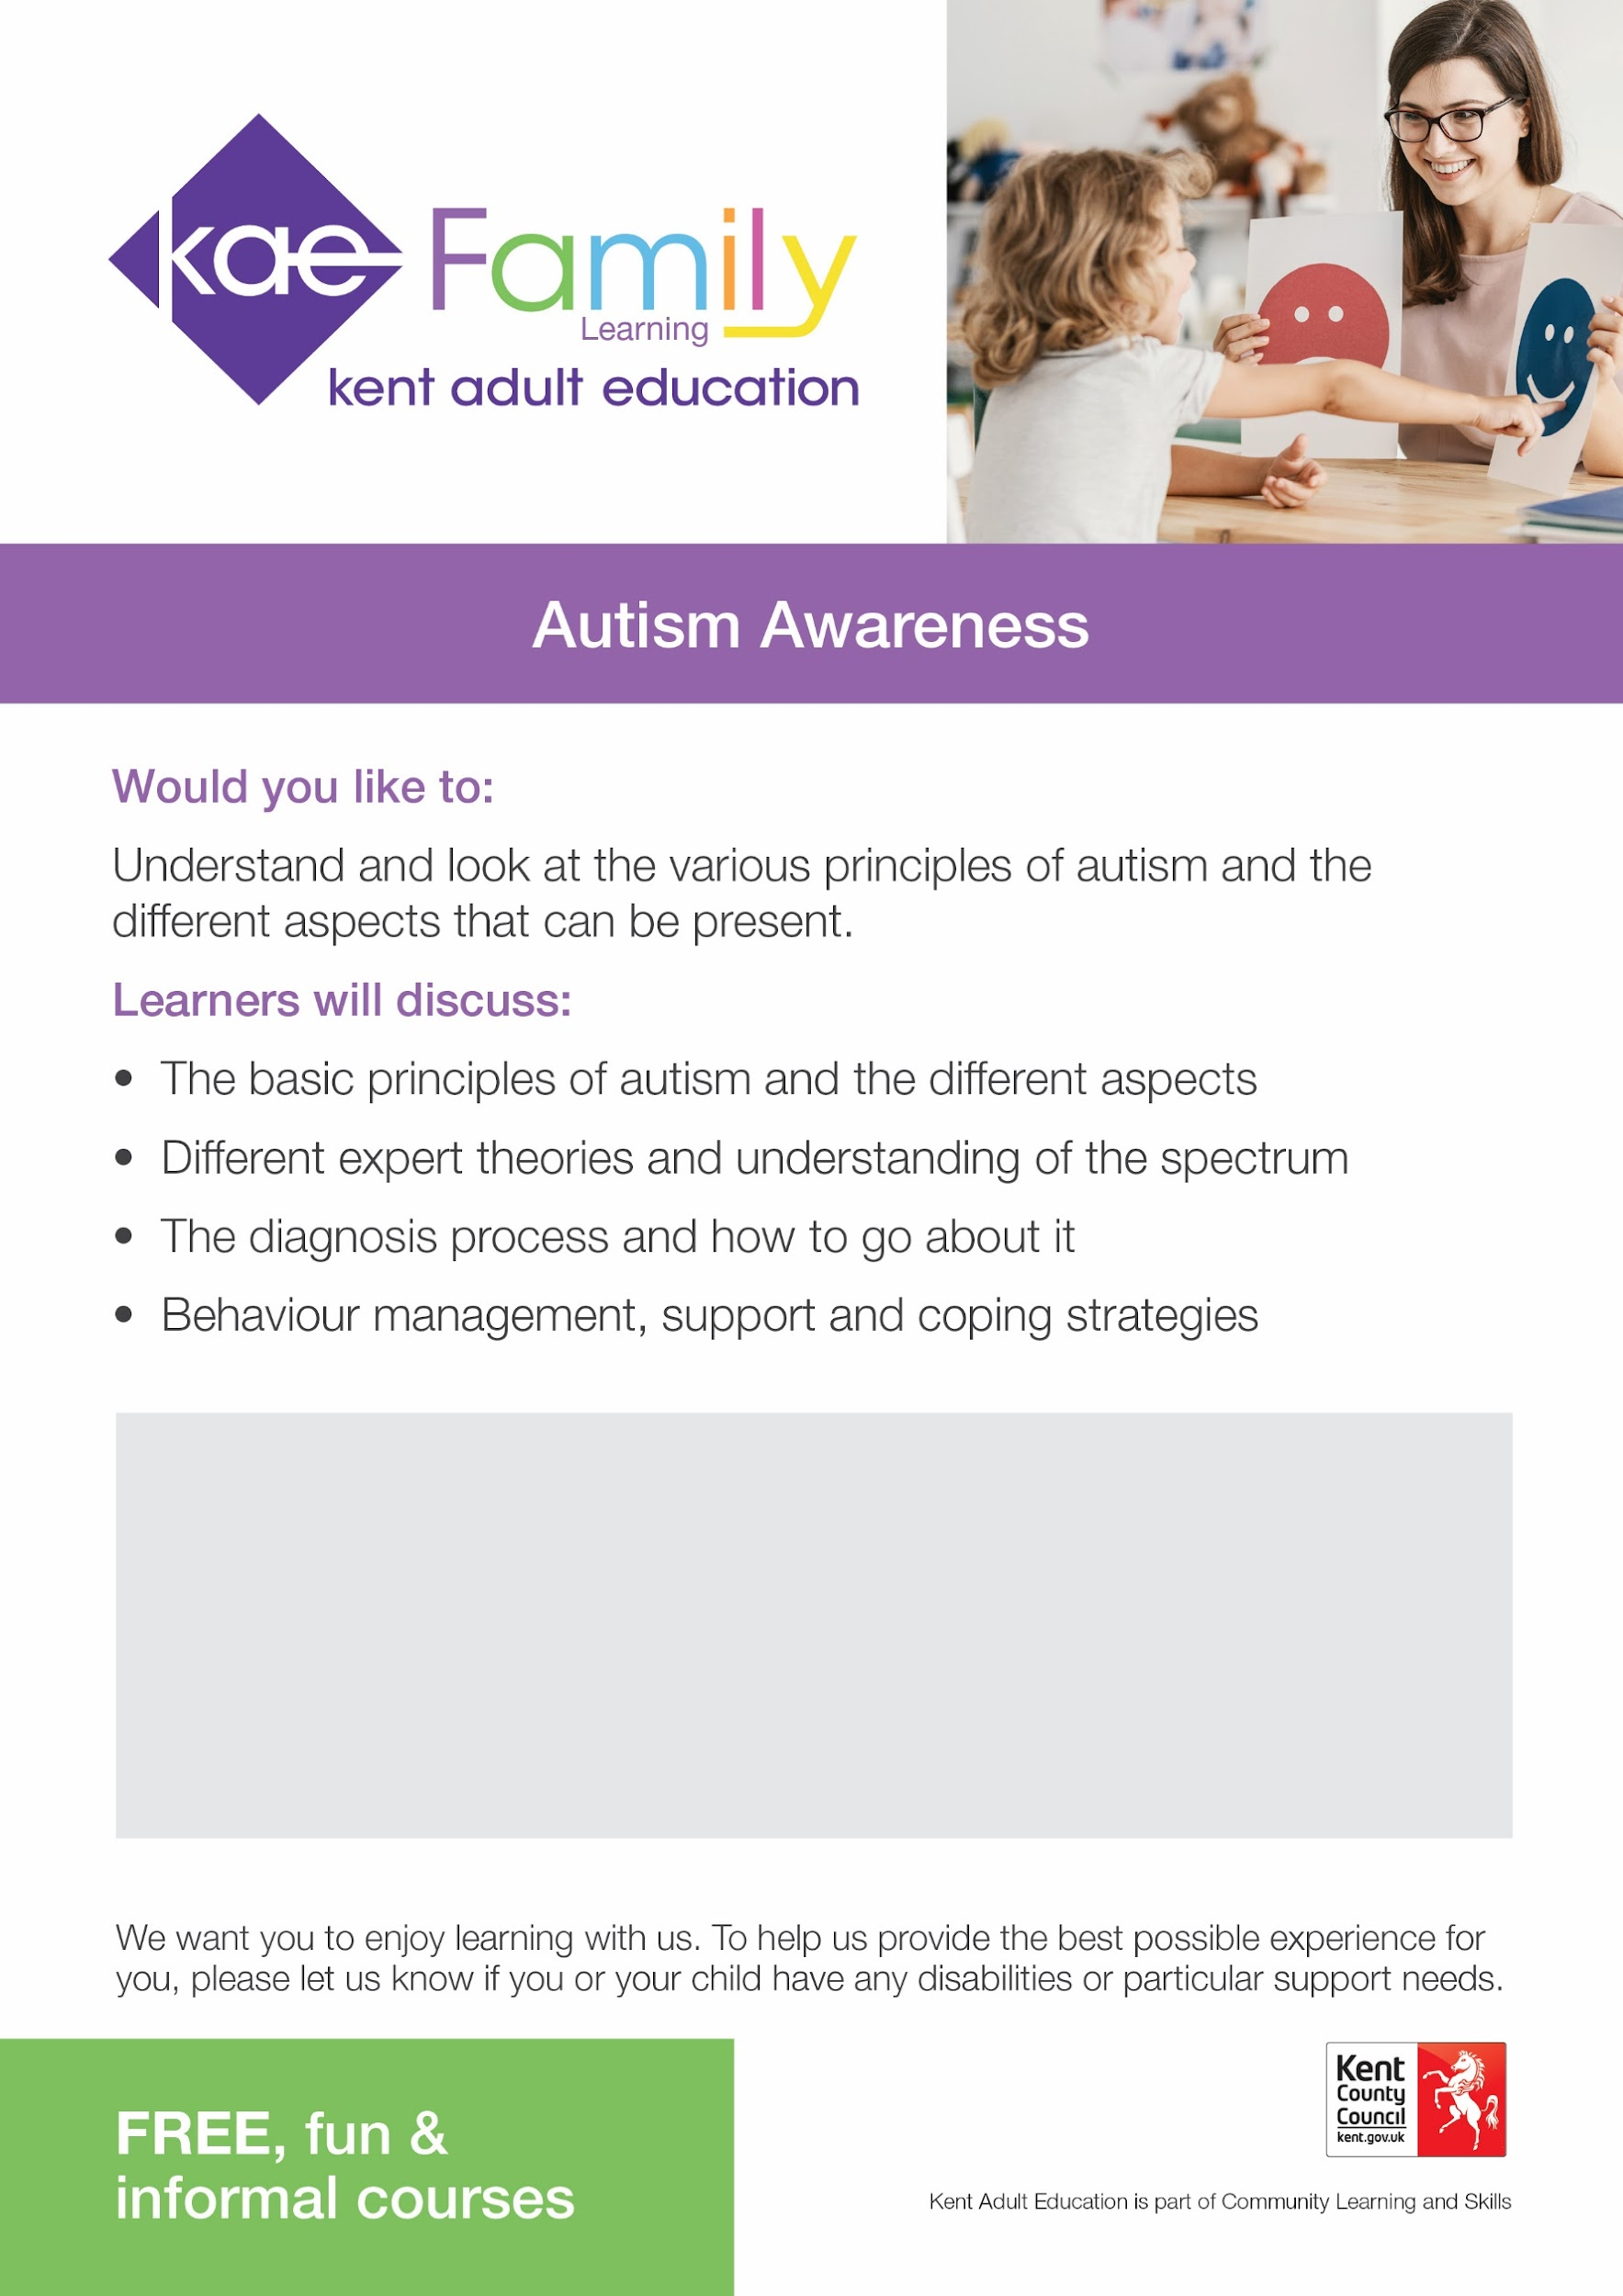 kae Family
Learning
kent adult education
Autism Awareness
Would you like to:
Understand and look at the various principles of autism and the
different aspects that can be present.
Learners will discuss:
• The basic principles of autism and the different aspects
• Different expert theories and understanding of the spectrum
• The diagnosis process and how to go about it
• Behaviour management, support and coping strategies
We want you to enjoy learning with us. To help us provide the best possible experience for
you, please let us know if you or your child have any disabilities or particular support needs.
FREE, fun &
informal courses
Kent
County
Council
kent.gov.uk
Kent Adult Education is part of Community Learning and Skills